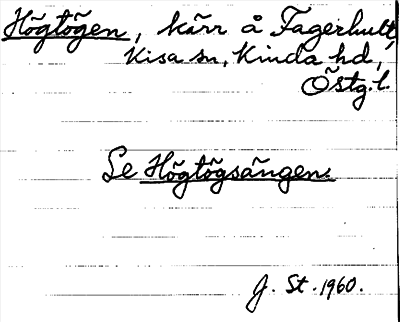 Högtögen, kärr å Fagerhult,
Kisa sn, Kinda hd,
Östg.l.
Se Högtögsängen.
J. St. 1960.